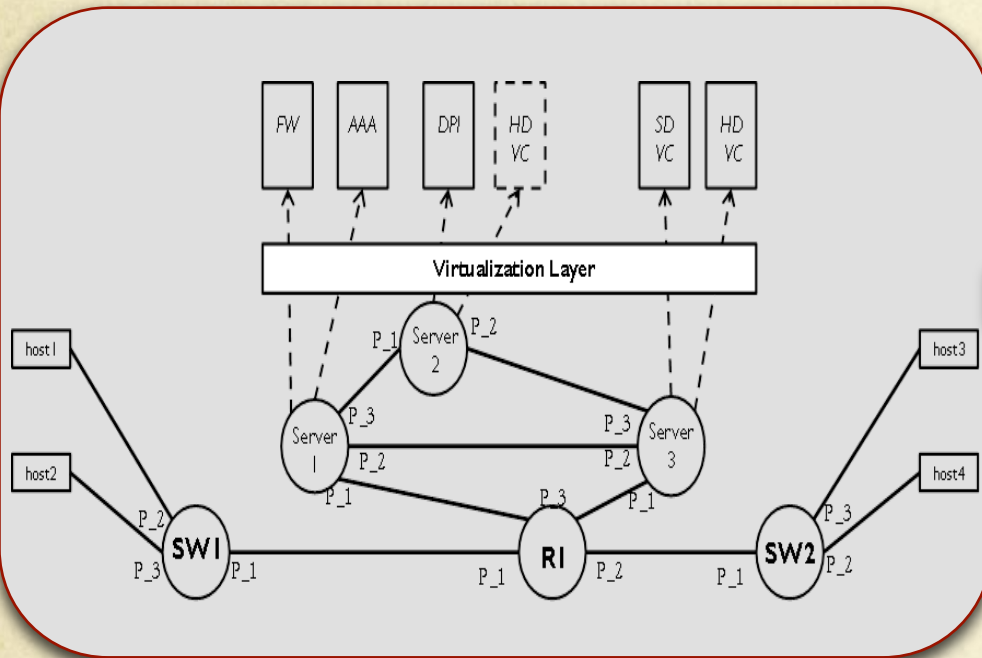 FW
AAA
DPI
HD
VC
SD
VC
HD
VC
Virtualization Layer
P_1
Server
2
P_2
host1
host3
P_3
Server
1
P_2
P_1
P_3
P_2
Server
3
P_1
host2
host4
P_3
P_2
P_3
SW1
P_1
P_1
R1
P_2
P_1
SW2
P_3
P_2